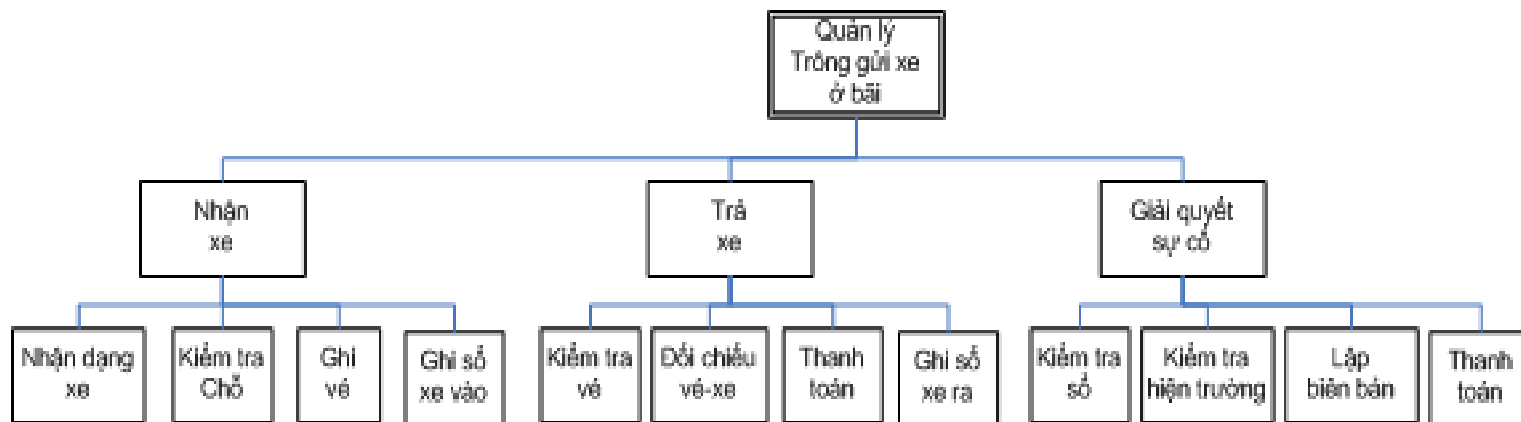 Quản lý
Trông gửi xe
ở bãi
Nhận
xe
Trả
xe
Giải quyết
sự cố
Nhận dạng
xe
Kiểm tra
Chỗ
Ghi
vé
Ghi sổ
xe vào
Kiểm tra
vé
Đối chiếu
vé-xe
Thanh
toán
Ghi sổ
xe ra
Kiểm tra
sổ
Kiểm tra
hiện trường
Lập
biên bản
Thanh
toán